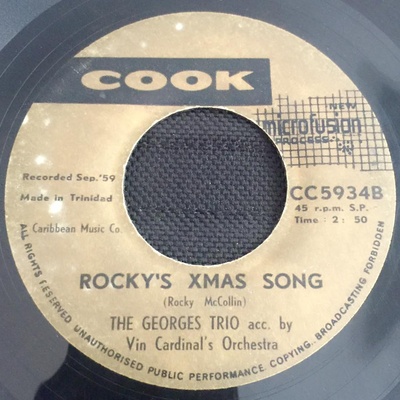 COOK
NEW
microfusion
PROCESS
Recorded Sep. '59
Made in Trinidad
Caribbean Music Co.
CC5934B
45 r.p.m. S.P.
Time : 2 : 50
ROCKY'S XMAS SONG
(Rocky McCollin)
THE GEORGES TRIO acc. by
Vin Cardinal's Orchestra
ALL RIGHTS RESERVED UNAUTHORISED PUBLIC PERFORMANCE, COPYING, BROADCASTING FORBIDDEN